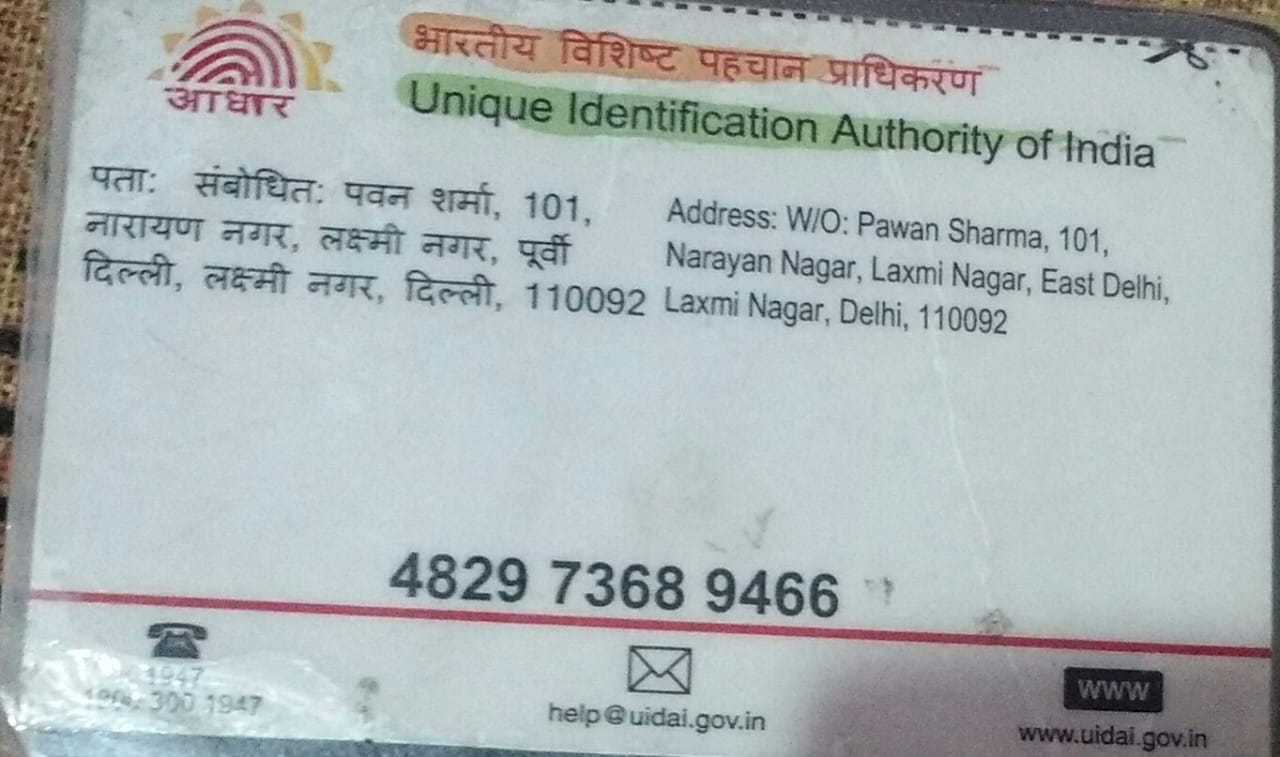 आधार
भारतीय विशिष्ट पहचान प्राधिकरण
Unique Identification Authority of India
पता: संबोधित: पवन शर्मा, 101,
नारायण नगर, लक्ष्मी नगर, पूर्वी
दिल्ली, लक्ष्मी नगर, दिल्ली, 110092
Address: W/O: Pawan Sharma, 101,
Narayan Nagar, Laxmi Nagar, East Delhi,
Laxmi Nagar, Delhi, 110092
4829 7368 9466
1947
300 1947
help@uidai.gov.in
www
www.uidai.gov.in